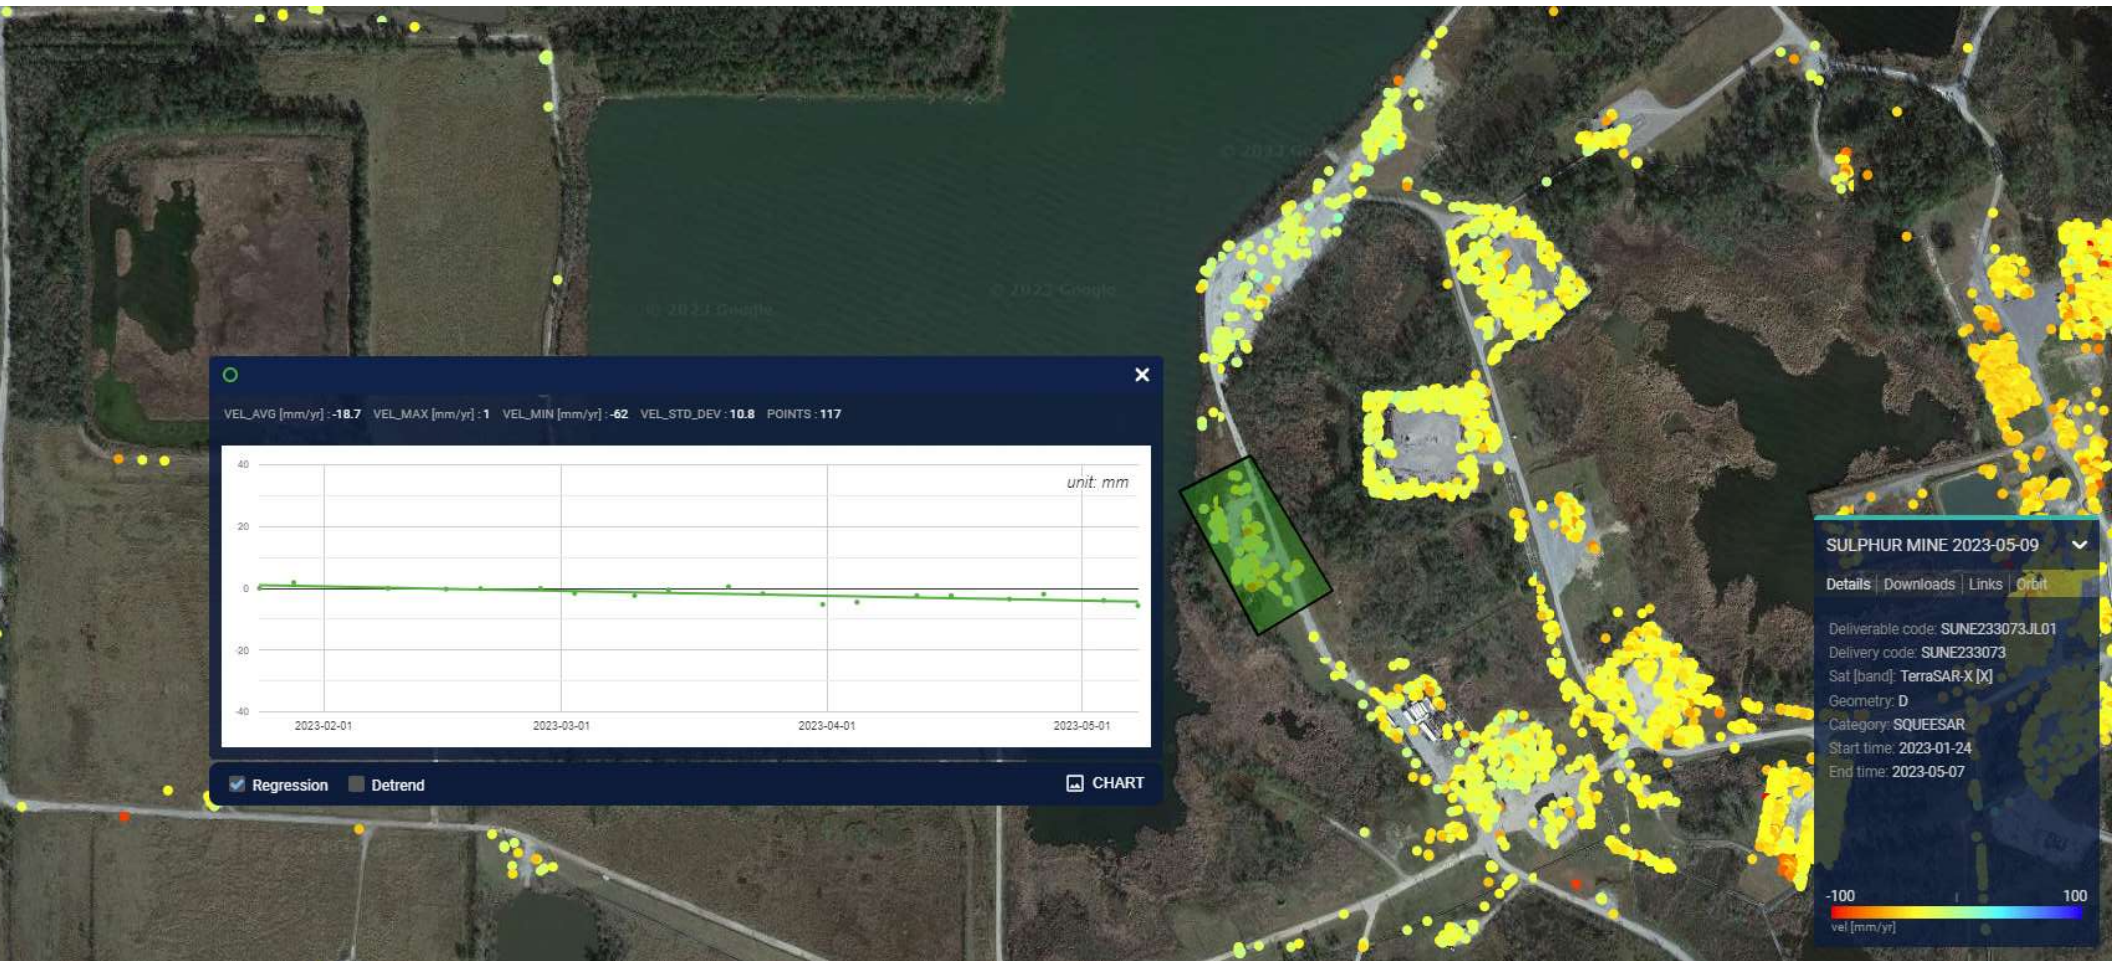 © 2023 Google
© 2023 Google
VEL_AVG [mm/yr] : -18.7 VEL_MAX [mm/yr] : 1 VEL_MIN [mm/yr] : -62 VEL_STD_DEV : 10.8 POINTS : 117
unit: mm
40
20
0
-20
-40
2023-02-01 2023-03-01 2023-04-01 2023-05-01
Regression Detrend CHART
SULPHUR MINE 2023-05-09
Details | Downloads | Links | Orbit
Deliverable code: SUNE233073JL01
Delivery code: SUNE233073
Sat [band]: TerraSAR-X [X]
Geometry: D
Category: SQUEESAR
Start time: 2023-01-24
End time: 2023-05-07
-100 100
vel [mm/yr]